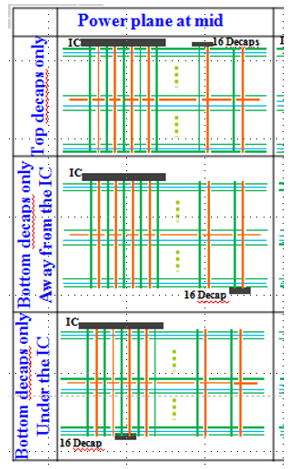 Power plane at mid
Top decaps only
IC
16 Decaps
Bottom decaps only
Away from the IC
IC
16 Decap
Bottom decaps only
Under the IC
IC
16 Decap